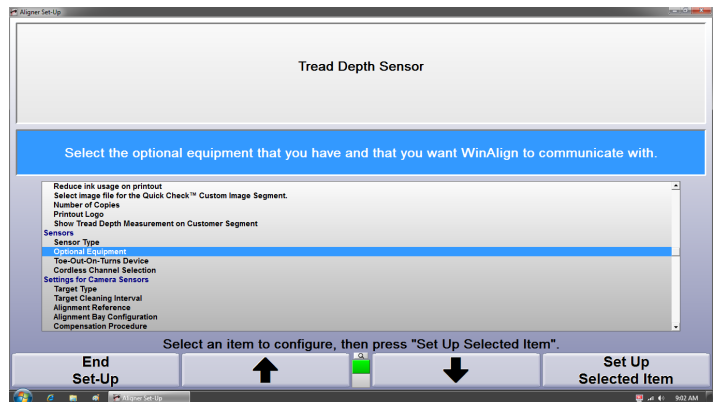 Aligner Set-Up
Tread Depth Sensor
Select the optional equipment that you have and that you want WinAlign to communicate with.
Reduce ink usage on printout
Select image file for the Quick Check™ Custom Image Segment.
Number of Copies
Printout Logo
Show Tread Depth Measurement on Customer Segment
Sensors
Sensor Type
Optional Equipment
Toe-Out-On-Turns Device
Cordless Channel Selection
Settings for Camera Sensors
Target Type
Target Cleaning Interval
Alignment Reference
Alignment Bay Configuration
Compensation Procedure
Select an item to configure, then press "Set Up Selected Item".
End
Set-Up
Set Up
Selected Item
Aligner Set-Up
9:02 AM